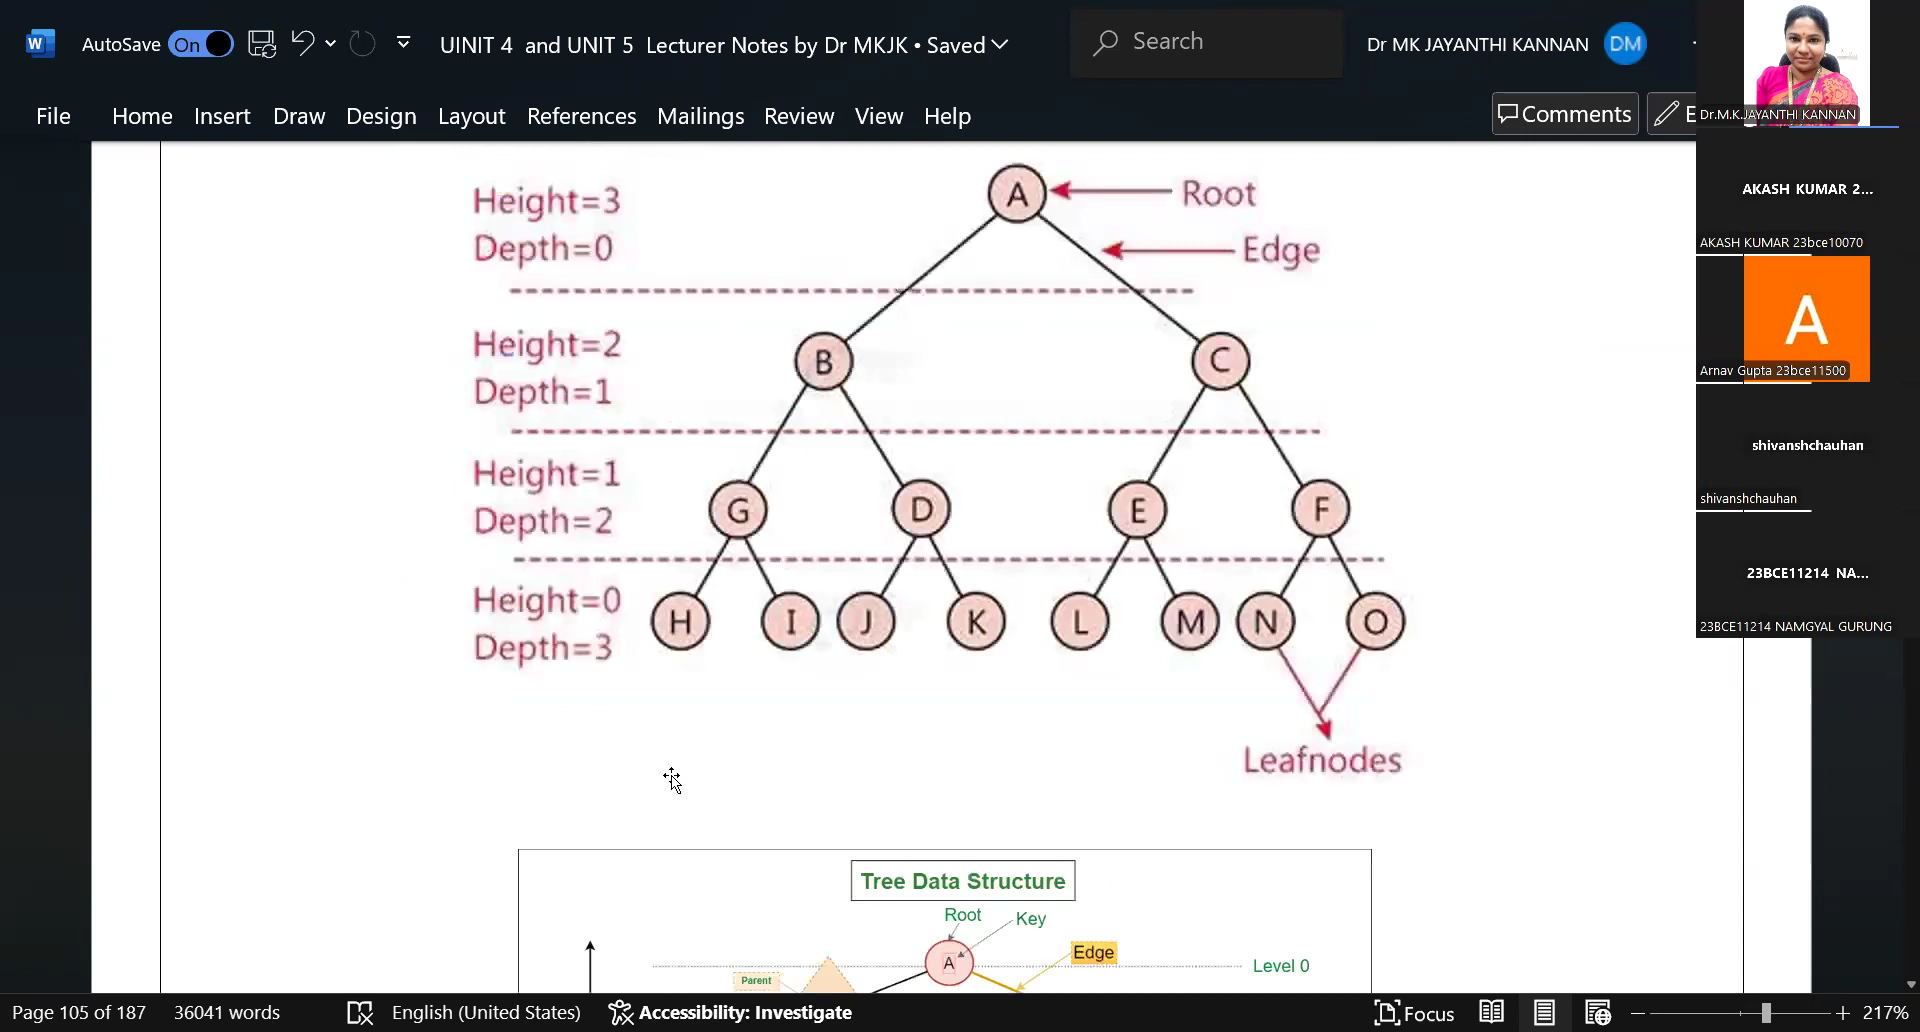 AutoSave On UINIT 4 and UNIT 5 Lecturer Notes by Dr MKJK • Saved Search Dr MK JAYANTHI KANNAN DM
File Home Insert Draw Design Layout References Mailings Review View Help Comments E
Dr.M.K.JAYANTHI KANNAN
AKASH KUMAR 2...
AKASH KUMAR 23bce10070
A
Arnav Gupta 23bce11500
shivanshchauhan
shivanshchauhan
23BCE11214 NA...
23BCE11214 NAMGYAL GURUNG
Height=3
Depth=0
A
Root
Edge
Height=2
Depth=1
B C
Height=1
Depth=2
G D E F
Height=0
Depth=3
H I J K L M N O
Leafnodes
Tree Data Structure
Root Key
Edge
A
Level 0
Parent
Page 105 of 187 36041 words English (United States) Accessibility: Investigate Focus 217%